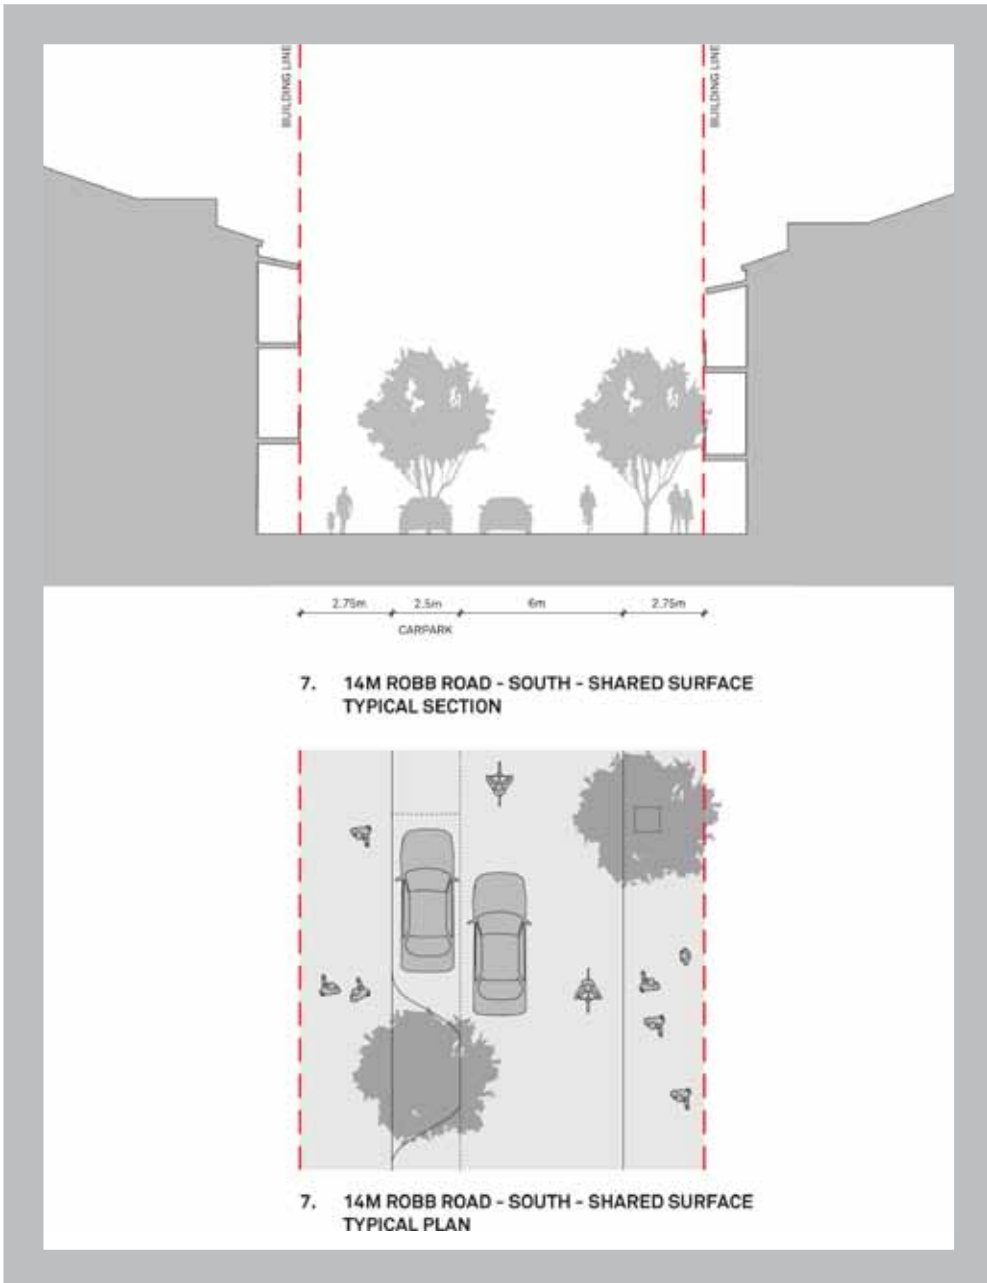 BUILDING LINE
BUILDING LINE
2.75m 2.5m 6m 2.75m
CARPARK
7. 14M ROBB ROAD - SOUTH - SHARED SURFACE
TYPICAL SECTION
7. 14M ROBB ROAD - SOUTH - SHARED SURFACE
TYPICAL PLAN